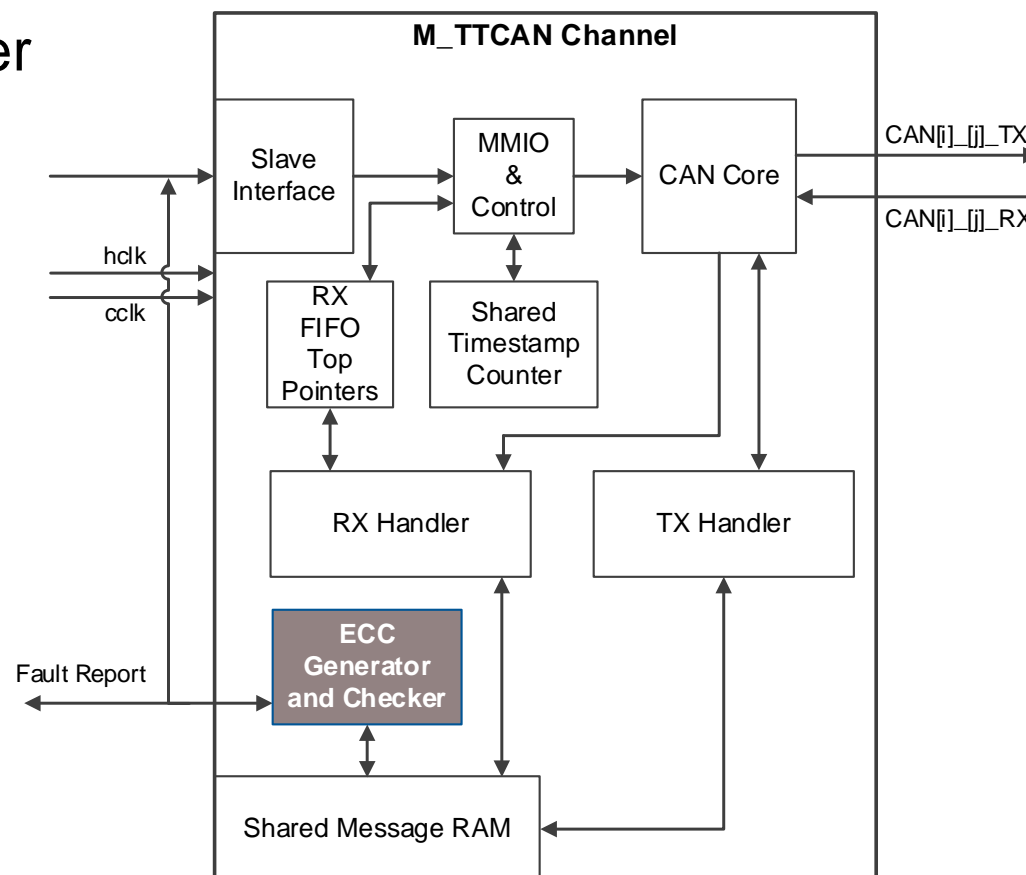 er
M_TTCAN Channel
Slave
Interface
MMIO
&
Control
CAN Core
CAN[i]_[j]_TX
CAN[i]_[j]_RX
hclk
cclk
RX
FIFO
Top
Pointers
Shared
Timestamp
Counter
RX Handler
TX Handler
ECC
Generator
and Checker
Fault Report
Shared Message RAM